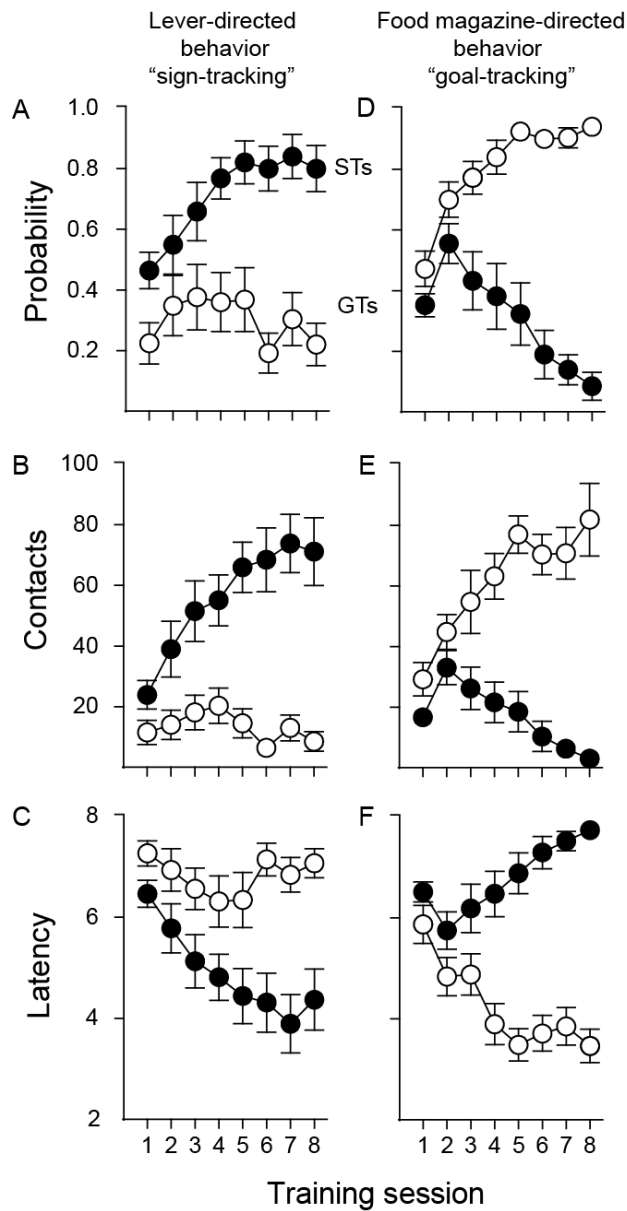 Lever-directed
behavior
“sign-tracking”
Food magazine-directed
behavior
“goal-tracking”
A
D
1.0
0.8
0.6
0.4
0.2
Probability
STs
GTs
B
E
100
80
60
40
20
Contacts
C
F
8
6
4
2
Latency
1 2 3 4 5 6 7 8
1 2 3 4 5 6 7 8
Training session